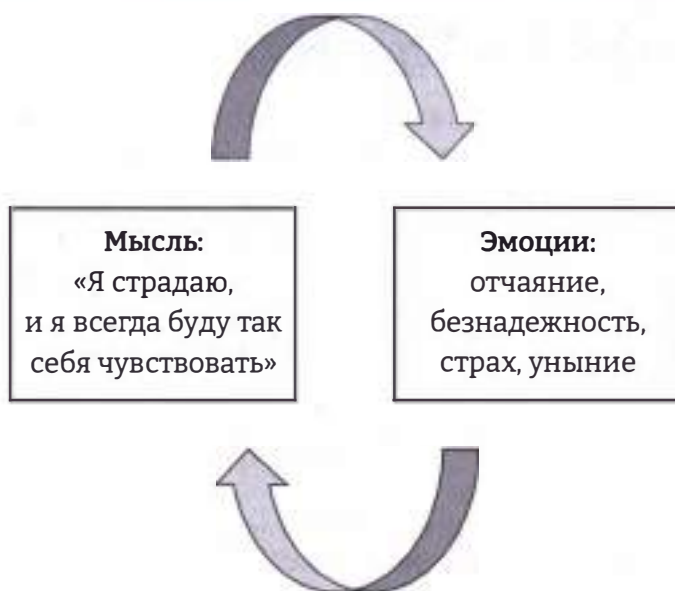 Мысль:
«Я страдаю,
и я всегда буду так
себя чувствовать»
Эмоции:
отчаяние,
безнадежность,
страх, уныние